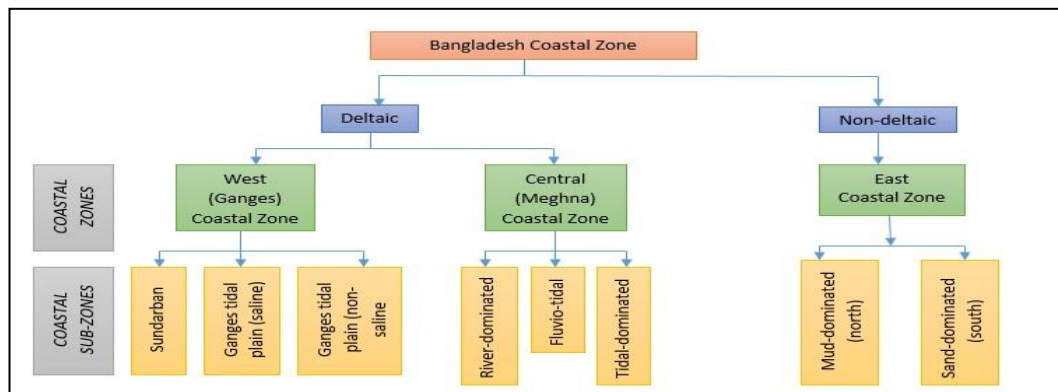 Bangladesh Coastal Zone
Deltaic
Non-deltaic
COASTAL
ZONES
West
(Ganges)
Coastal Zone
Central
(Meghna)
Coastal Zone
East
Coastal Zone
COASTAL
SUB-ZONES
Sundarban
Ganges tidal
plain (saline)
Ganges tidal
plain (non-
saline
River-dominated
Fluvio-tidal
Tidal-dominated
Mud-dominated
(north)
Sand-dominated
(south)